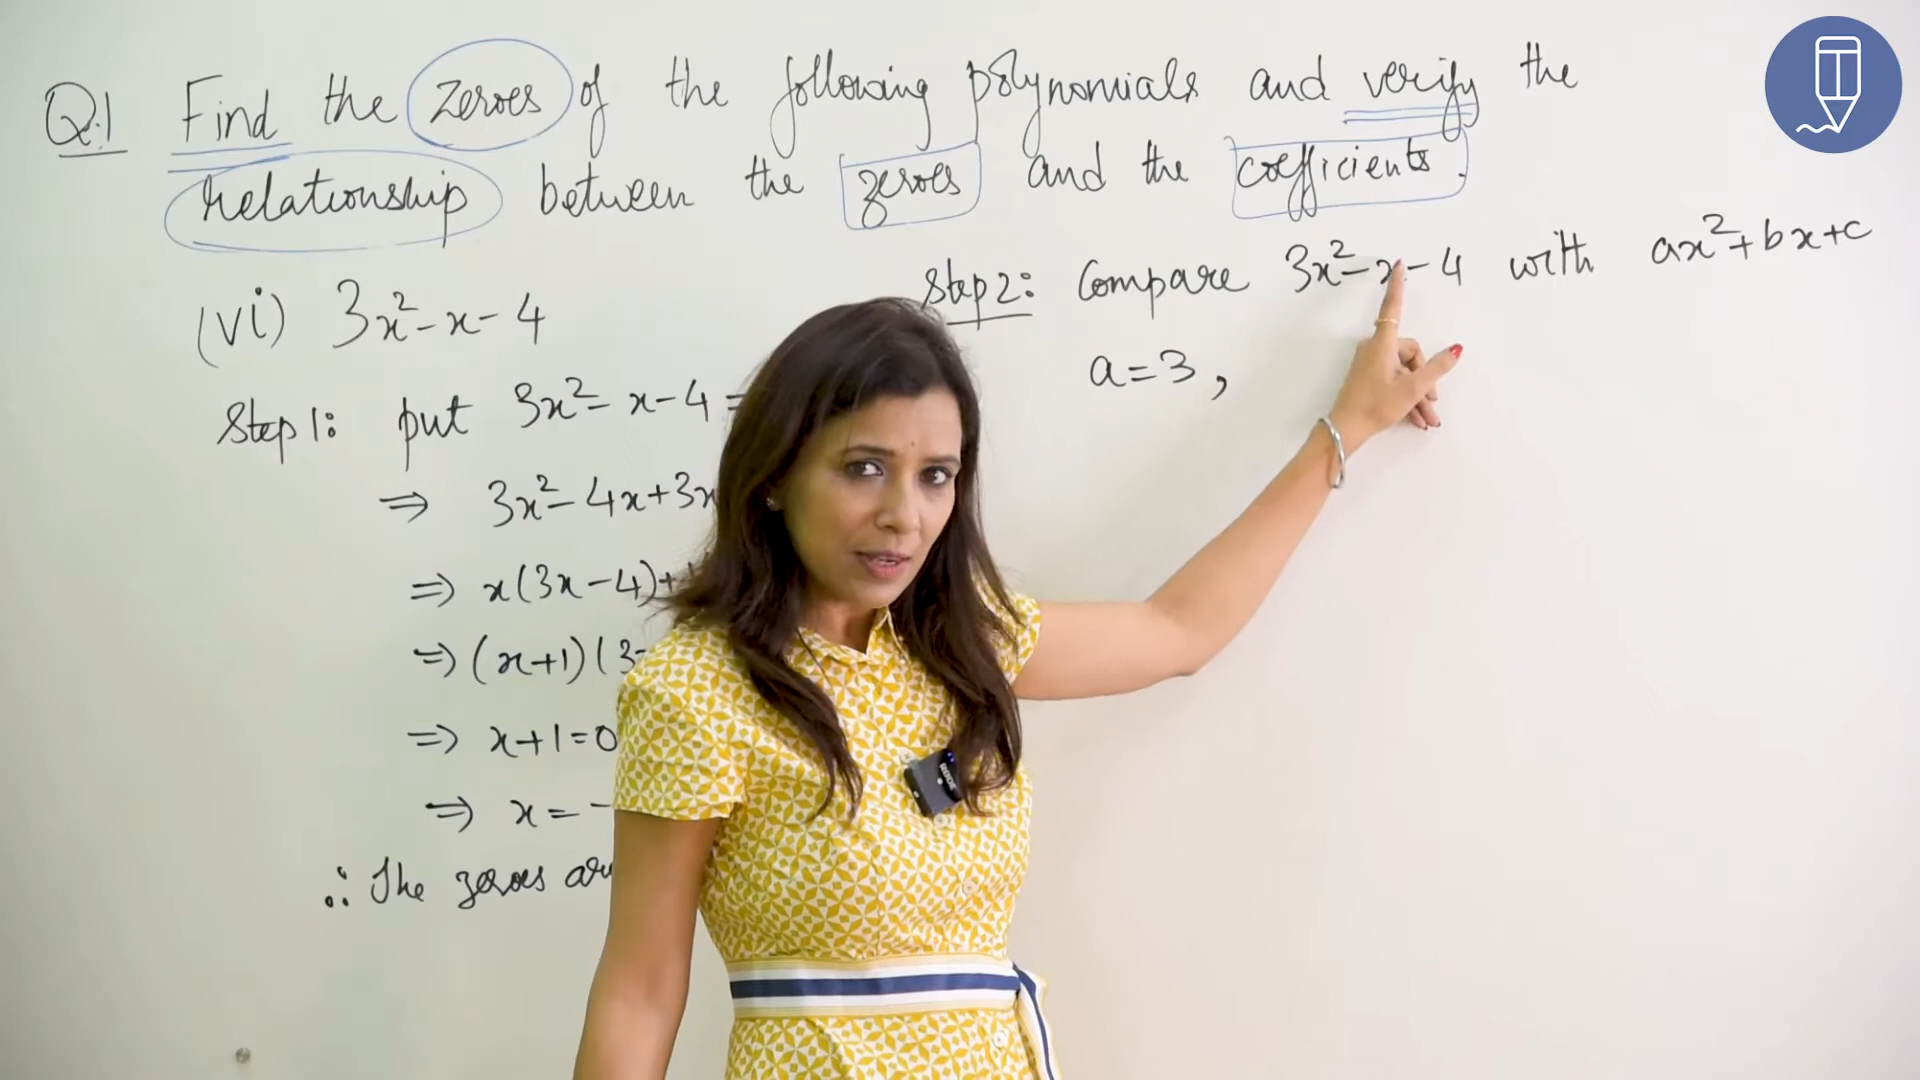 Q.1 Find the zeroes of the following polynomials and verify the
relationship between the zeroes and the coefficients.
(vi) 3x²-x-4
Step 1: put 3x²-x-4=
⇒ 3x²-4x+3x
⇒ x(3x-4)+
⇒ (x+1)(3
⇒ x+1=0
⇒ x=-
∴ The zeroes are
Step 2: Compare 3x²-x-4 with ax²+bx+c
a=3,
RODE